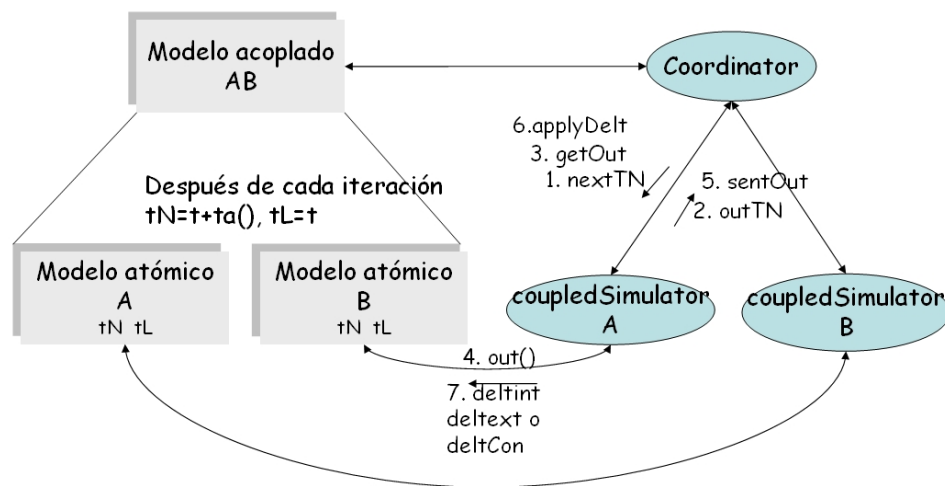 Modelo acoplado
AB
Coordinator
6.applyDelt
3. getOut
1. nextTN
5. sentOut
2. outTN
Después de cada iteración
tN=t+ta(), tL=t
Modelo atómico
A
tN tL
Modelo atómico
B
tN tL
coupledSimulator
A
coupledSimulator
B
4. out()
7. deltint
deltext o
deltCon